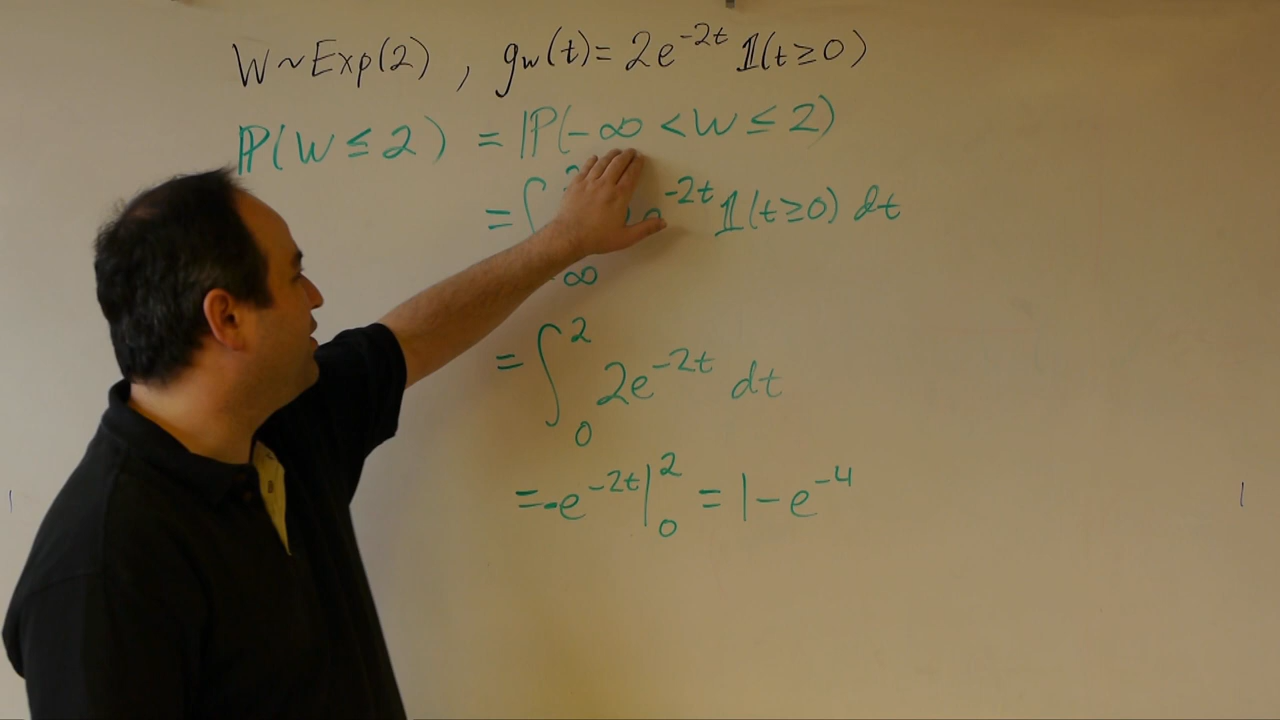 W~Exp(2) , g_W(t)= 2e^{-2t} 𝟙(t≥0)
ℙ(W ≤ 2) = ℙ(-∞ < W ≤ 2)
= ∫_{-∞}^{2} e^{-2t} 𝟙(t≥0) dt
= ∫_0^2 2e^{-2t} dt
= -e^{-2t}|_0^2 = 1 - e^{-4}